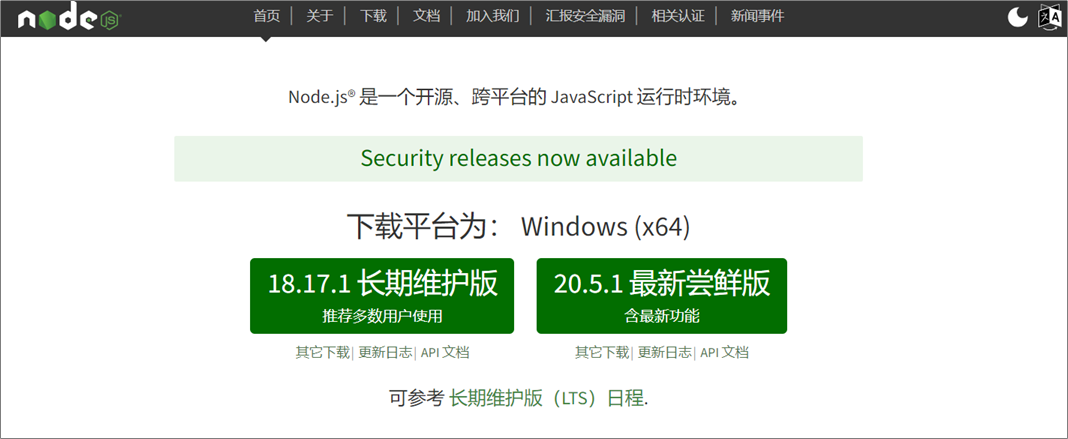 node JS
首页 | 关于 | 下载 | 文档 | 加入我们 | 汇报安全漏洞 | 相关认证 | 新闻事件
Node.js® 是一个开源、跨平台的 JavaScript 运行时环境。
Security releases now available
下载平台为： Windows (x64)
18.17.1 长期维护版
推荐多数用户使用
20.5.1 最新尝鲜版
含最新功能
其它下载| 更新日志| API 文档
其它下载| 更新日志| API 文档
可参考 长期维护版（LTS）日程.